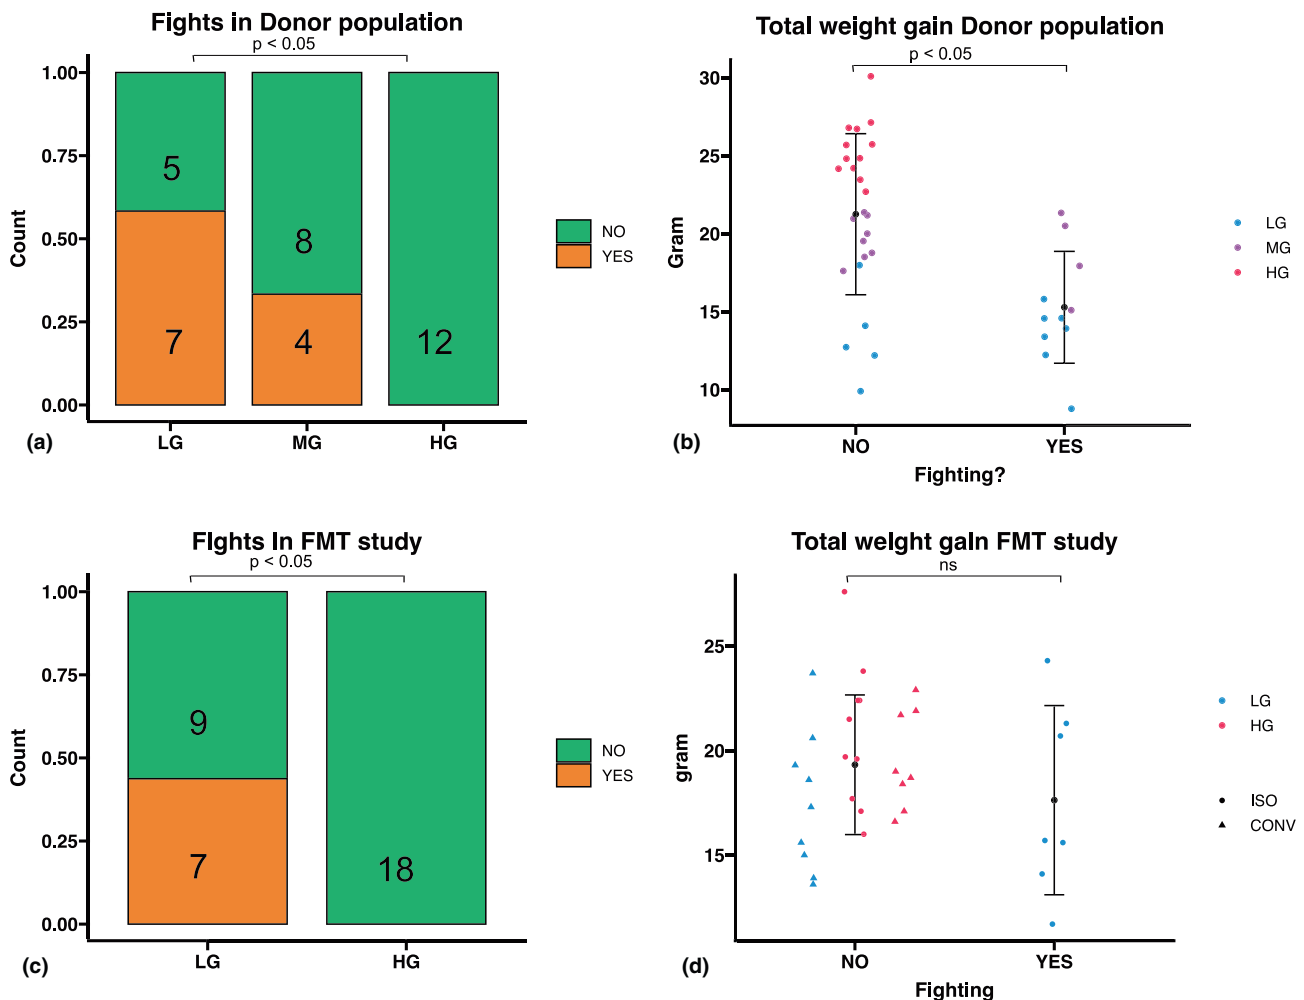 Fights in Donor population
p < 0.05
1.00
0.75
0.50
0.25
0.00
Count
5
7
8
4
12
LG
MG
HG
NO
YES
(a)
Total weight gain Donor population
p < 0.05
30
25
20
15
10
Gram
NO
YES
Fighting?
LG
MG
HG
(b)
FIghts In FMT study
p < 0.05
1.00
0.75
0.50
0.25
0.00
Count
9
7
18
LG
HG
NO
YES
(c)
Total weight gaIn FMT study
ns
25
20
15
gram
NO
YES
Fighting
LG
HG
ISO
CONV
(d)